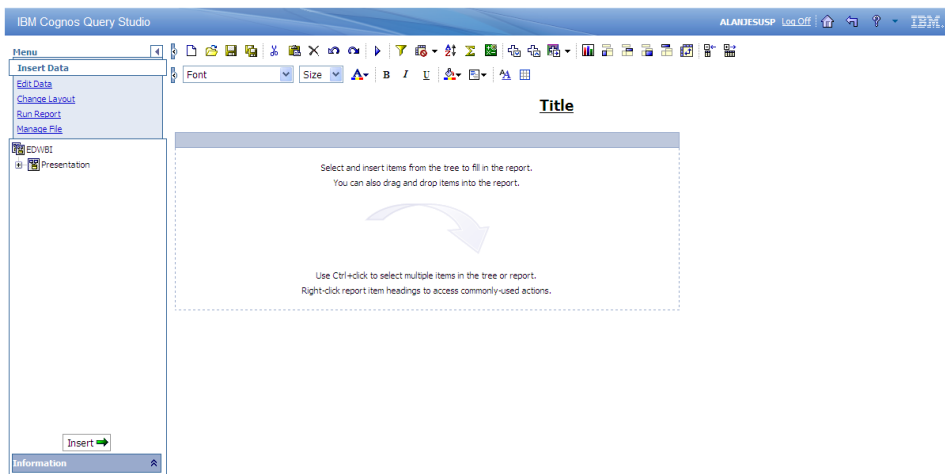 IBM Cognos Query Studio
ALANJESUSP Log Off
IBM.
Menu
Insert Data
Edit Data
Change Layout
Run Report
Manage File
Font
Size
A
B I U
Title
EDWBI
Presentation
Select and insert items from the tree to fill in the report.
You can also drag and drop items into the report.
Use Ctrl+click to select multiple items in the tree or report.
Right-click report item headings to access commonly-used actions.
Insert
Information